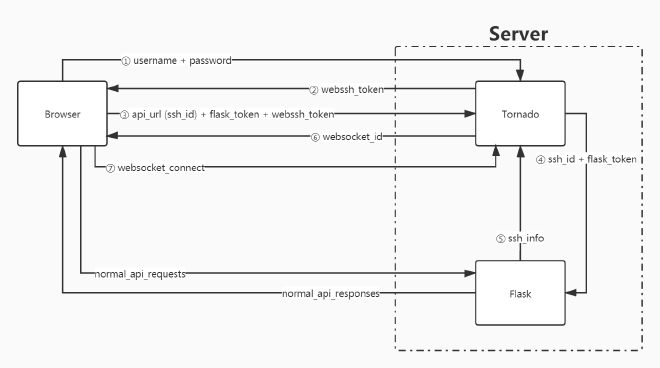 Server
① username + password
② webssh_token
Browser
③ api_url (ssh_id) + flask_token + webssh_token
Tornado
⑥ websocket_id
④ ssh_id + flask_token
⑦ websocket_connect
⑤ ssh_info
normal_api_requests
normal_api_responses
Flask